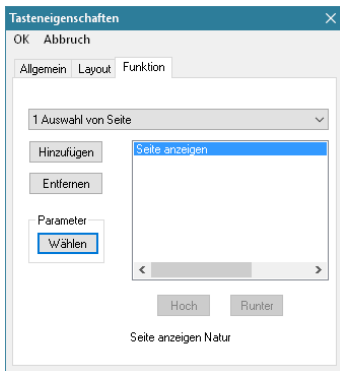 Tasteneigenschaften
OK Abbruch
Allgemein Layout Funktion
1 Auswahl von Seite
Hinzufügen
Seite anzeigen
Entfernen
Parameter
Wählen
Hoch Runter
Seite anzeigen Natur